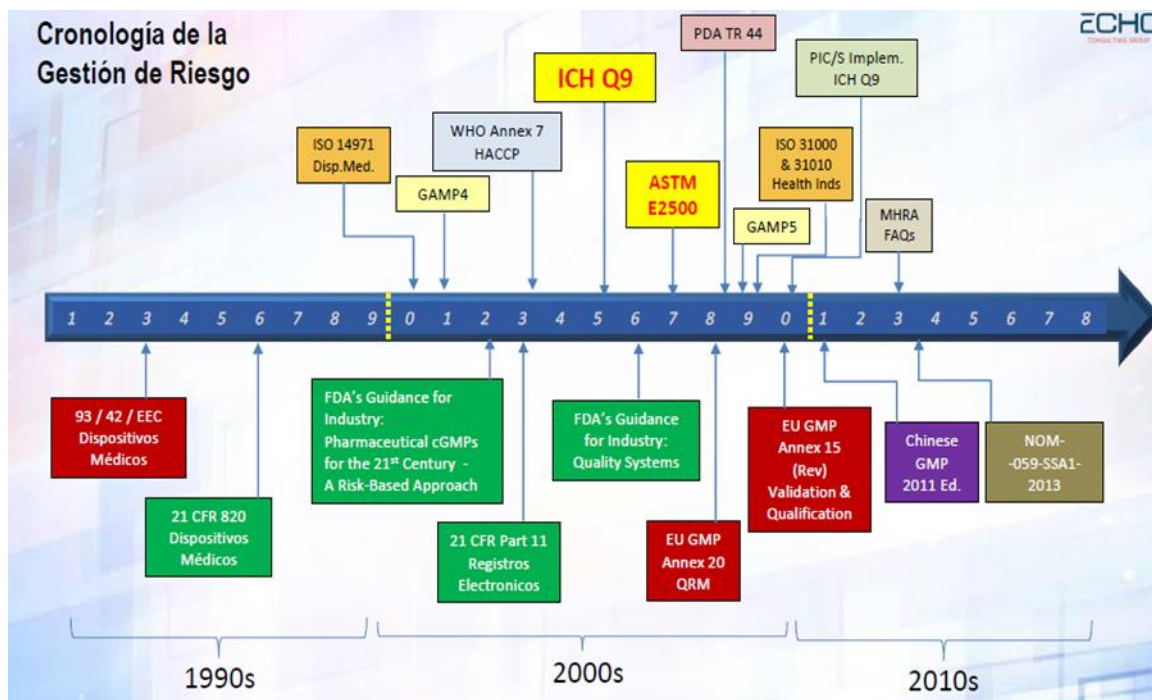 Cronología de la
Gestión de Riesgo
ECHO
CONSULTING GROUP
PDA TR 44
PIC/S Implem.
ICH Q9
ICH Q9
ISO 14971
Disp.Med.
WHO Annex 7
HACCP
ISO 31000
& 31010
Health Inds
GAMP4
ASTM
E2500
GAMP5
MHRA
FAQs
1 2 3 4 5 6 7 8 9 0 1 2 3 4 5 6 7 8 9 0 1 2 3 4 5 6 7 8
93 / 42 / EEC
Dispositivos
Médicos
21 CFR 820
Dispositivos
Médicos
FDA's Guidance for
Industry:
Pharmaceutical cGMPs
for the 21st Century -
A Risk-Based Approach
21 CFR Part 11
Registros
Electronicos
FDA's Guidance
for Industry:
Quality Systems
EU GMP
Annex 20
QRM
EU GMP
Annex 15
(Rev)
Validation &
Qualification
Chinese
GMP
2011 Ed.
NOM-
-059-SSA1-
2013
1990s
2000s
2010s